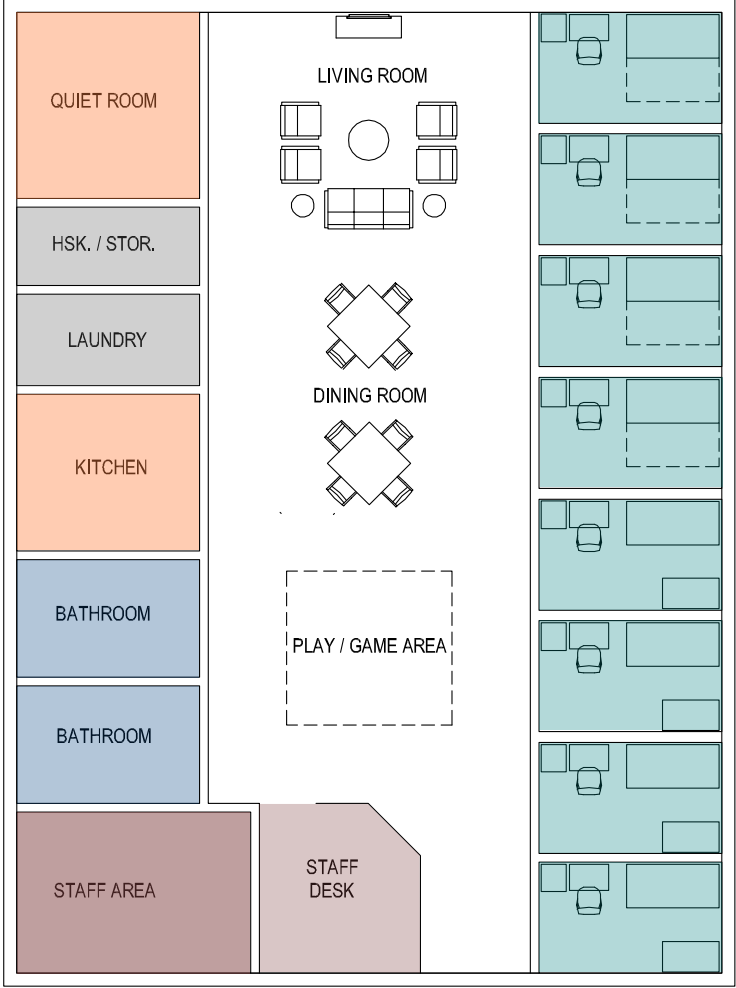 LIVING ROOM
QUIET ROOM
HSK. / STOR.
LAUNDRY
DINING ROOM
KITCHEN
BATHROOM
PLAY / GAME AREA
BATHROOM
STAFF
DESK
STAFF AREA